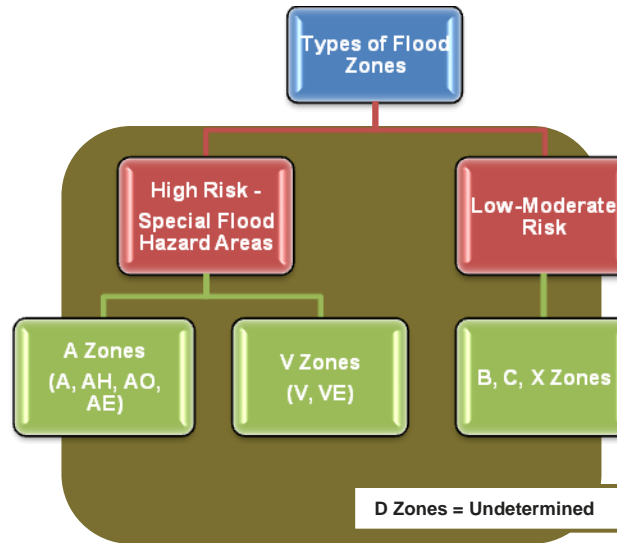 Types of Flood
Zones
High Risk -
Special Flood
Hazard Areas
Low-Moderate
Risk
A Zones
(A, AH, AO,
AE)
V Zones
(V, VE)
B, C, X Zones
D Zones = Undetermined